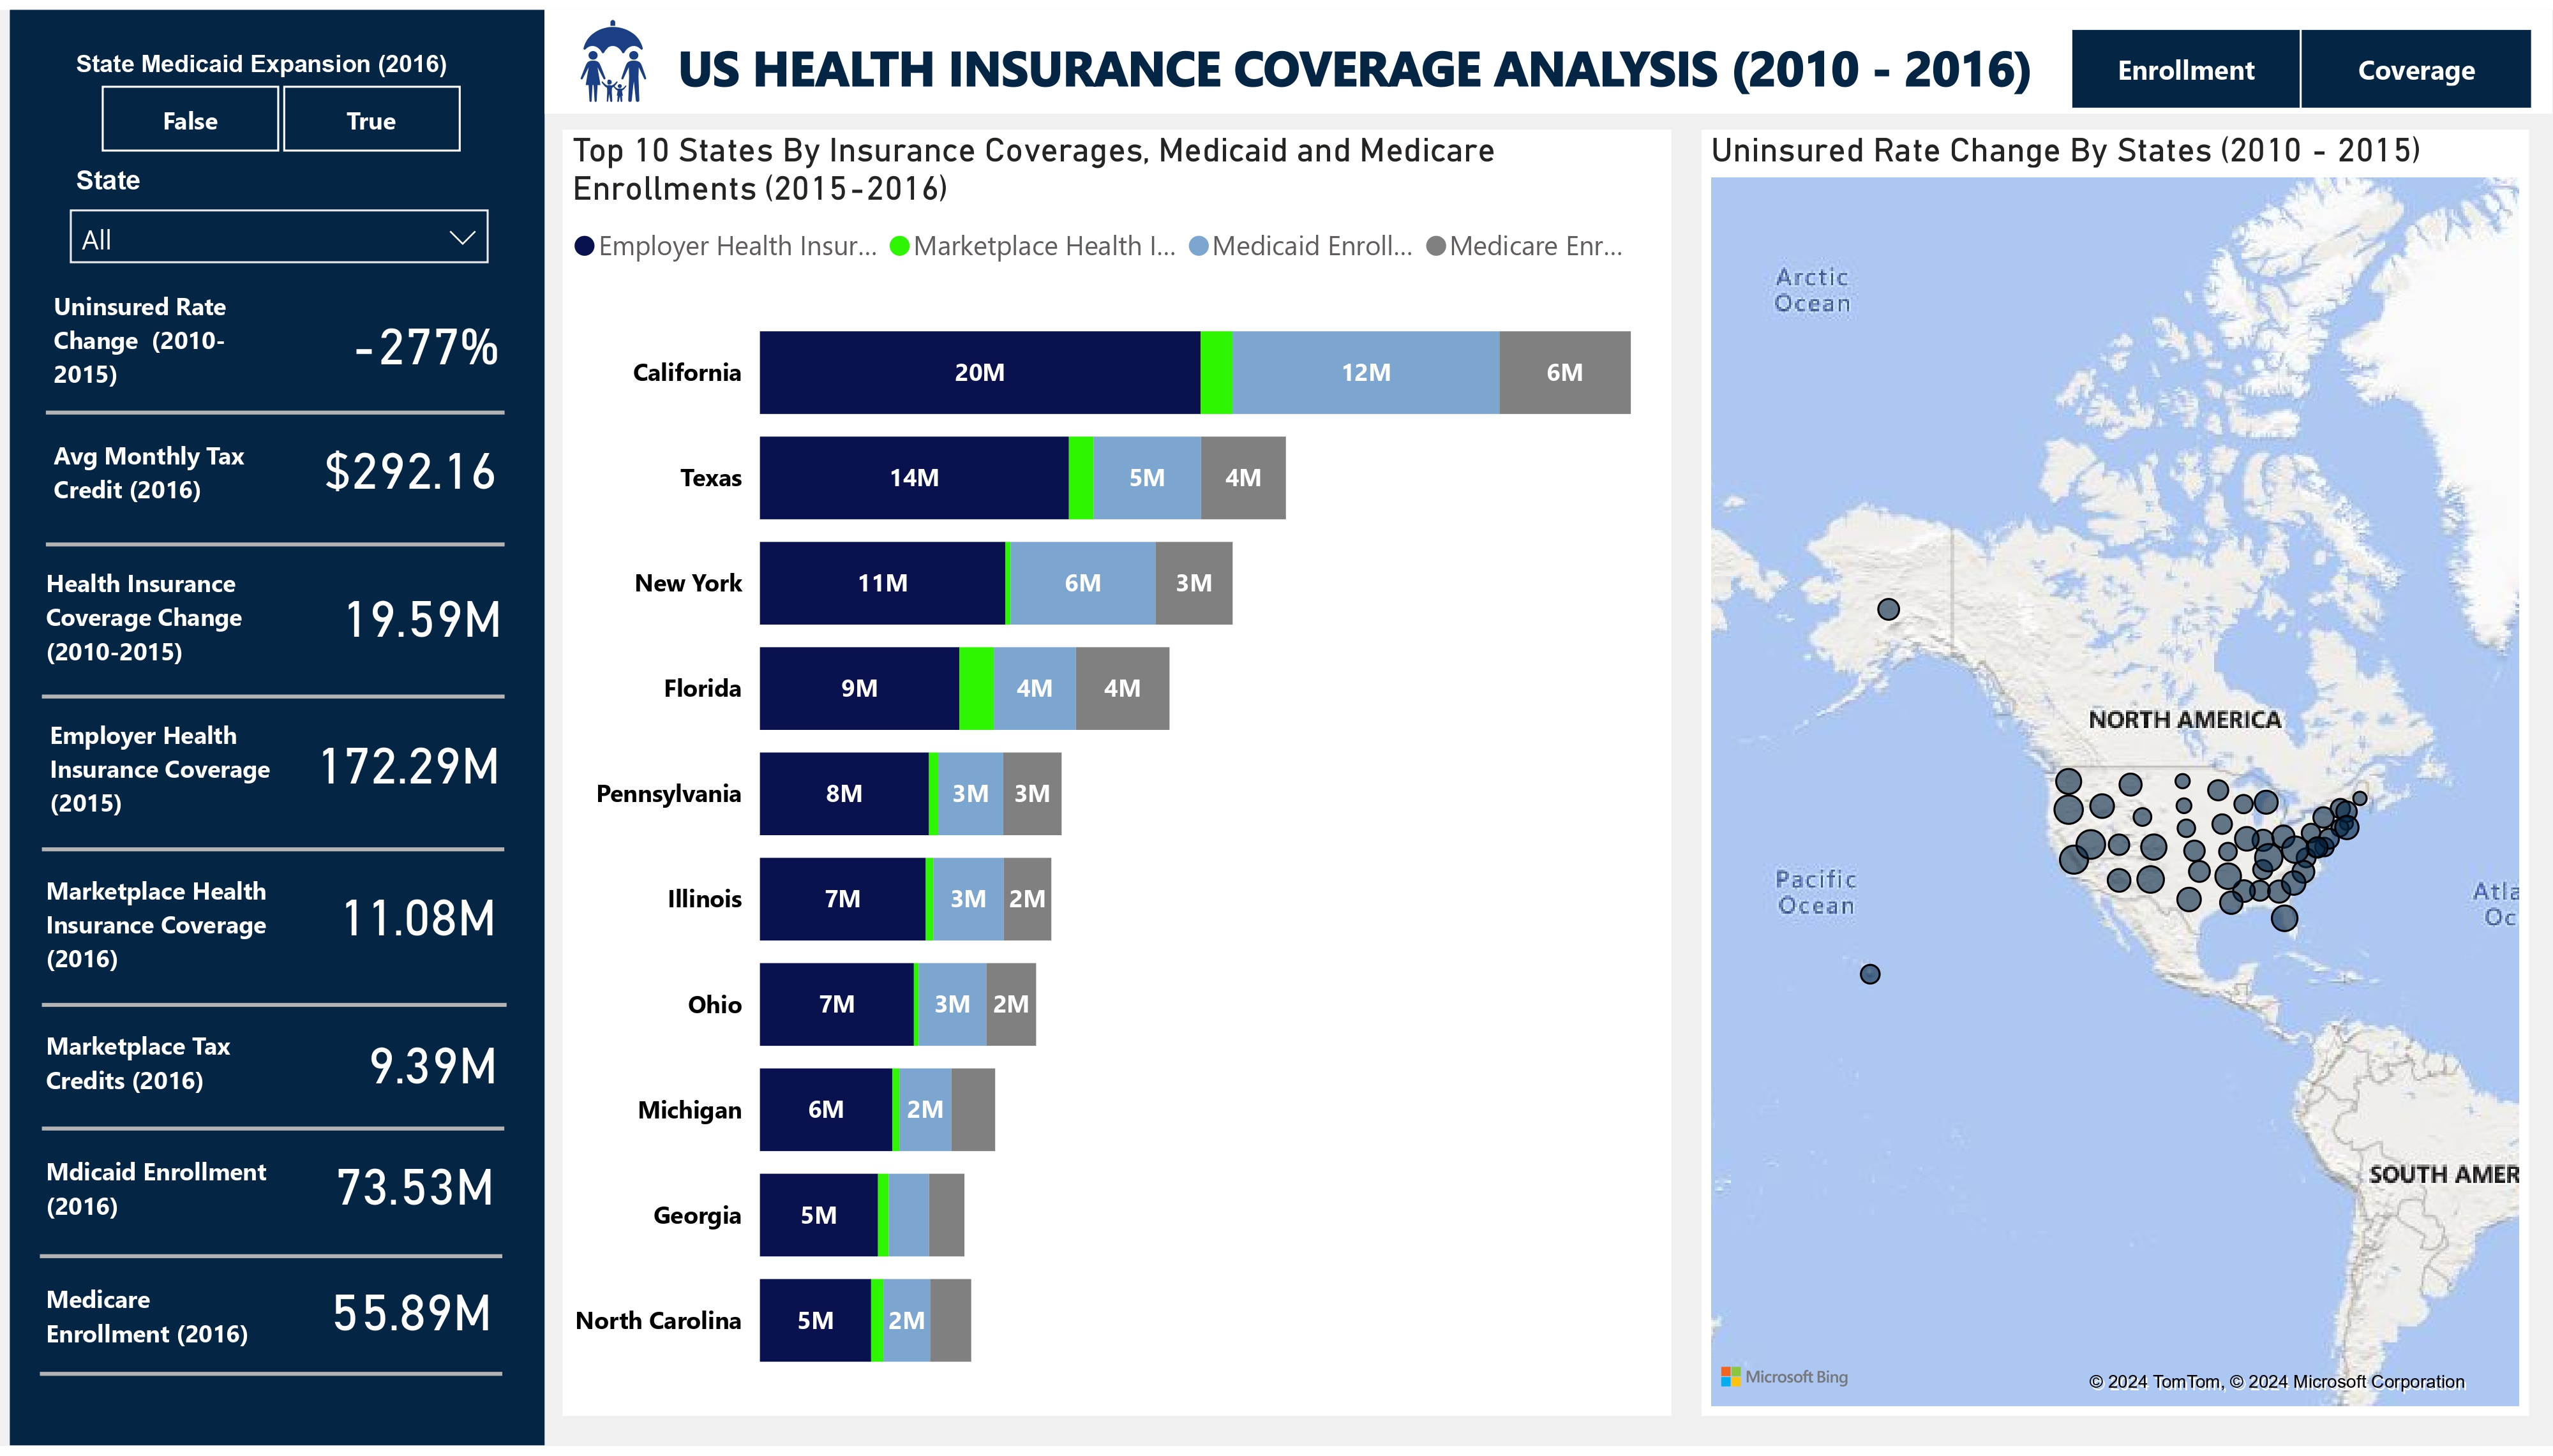 State Medicaid Expansion (2016)
False
True
State
All
Uninsured Rate
Change (2010-
2015)
-277%
Avg Monthly Tax
Credit (2016)
$292.16
Health Insurance
Coverage Change
(2010-2015)
19.59M
Employer Health
Insurance Coverage
(2015)
172.29M
Marketplace Health
Insurance Coverage
(2016)
11.08M
Marketplace Tax
Credits (2016)
9.39M
Mdicaid Enrollment
(2016)
73.53M
Medicare
Enrollment (2016)
55.89M
US HEALTH INSURANCE COVERAGE ANALYSIS (2010 - 2016)
Enrollment
Coverage
Top 10 States By Insurance Coverages, Medicaid and Medicare
Enrollments (2015-2016)
Employer Health Insur... Marketplace Health I... Medicaid Enroll... Medicare Enr...
California 20M 12M 6M
Texas 14M 5M 4M
New York 11M 6M 3M
Florida 9M 4M 4M
Pennsylvania 8M 3M 3M
Illinois 7M 3M 2M
Ohio 7M 3M 2M
Michigan 6M 2M
Georgia 5M
North Carolina 5M 2M
Uninsured Rate Change By States (2010 - 2015)
Arctic
Ocean
NORTH AMERICA
Pacific
Ocean
Atla
Oc
SOUTH AMER
Microsoft Bing
© 2024 TomTom, © 2024 Microsoft Corporation